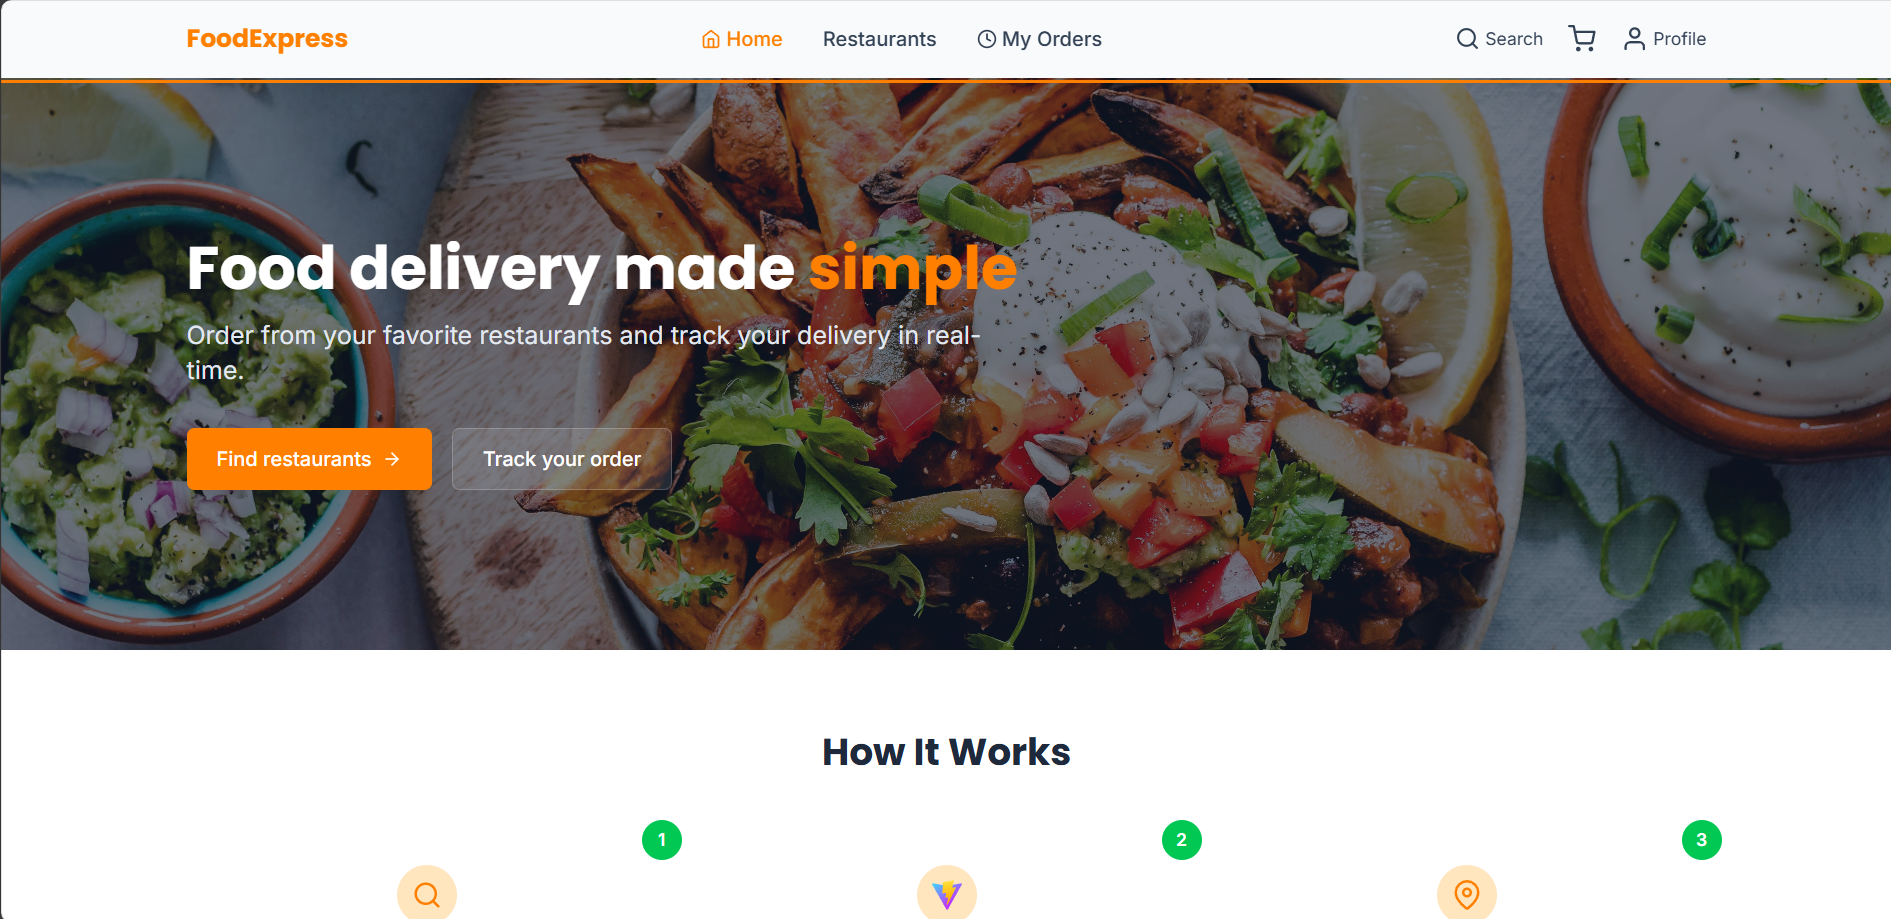 FoodExpress
Home
Restaurants
My Orders
Search
Profile
Food delivery made simple
Order from your favorite restaurants and track your delivery in real-
time.
Find restaurants
Track your order
How It Works
1
2
3